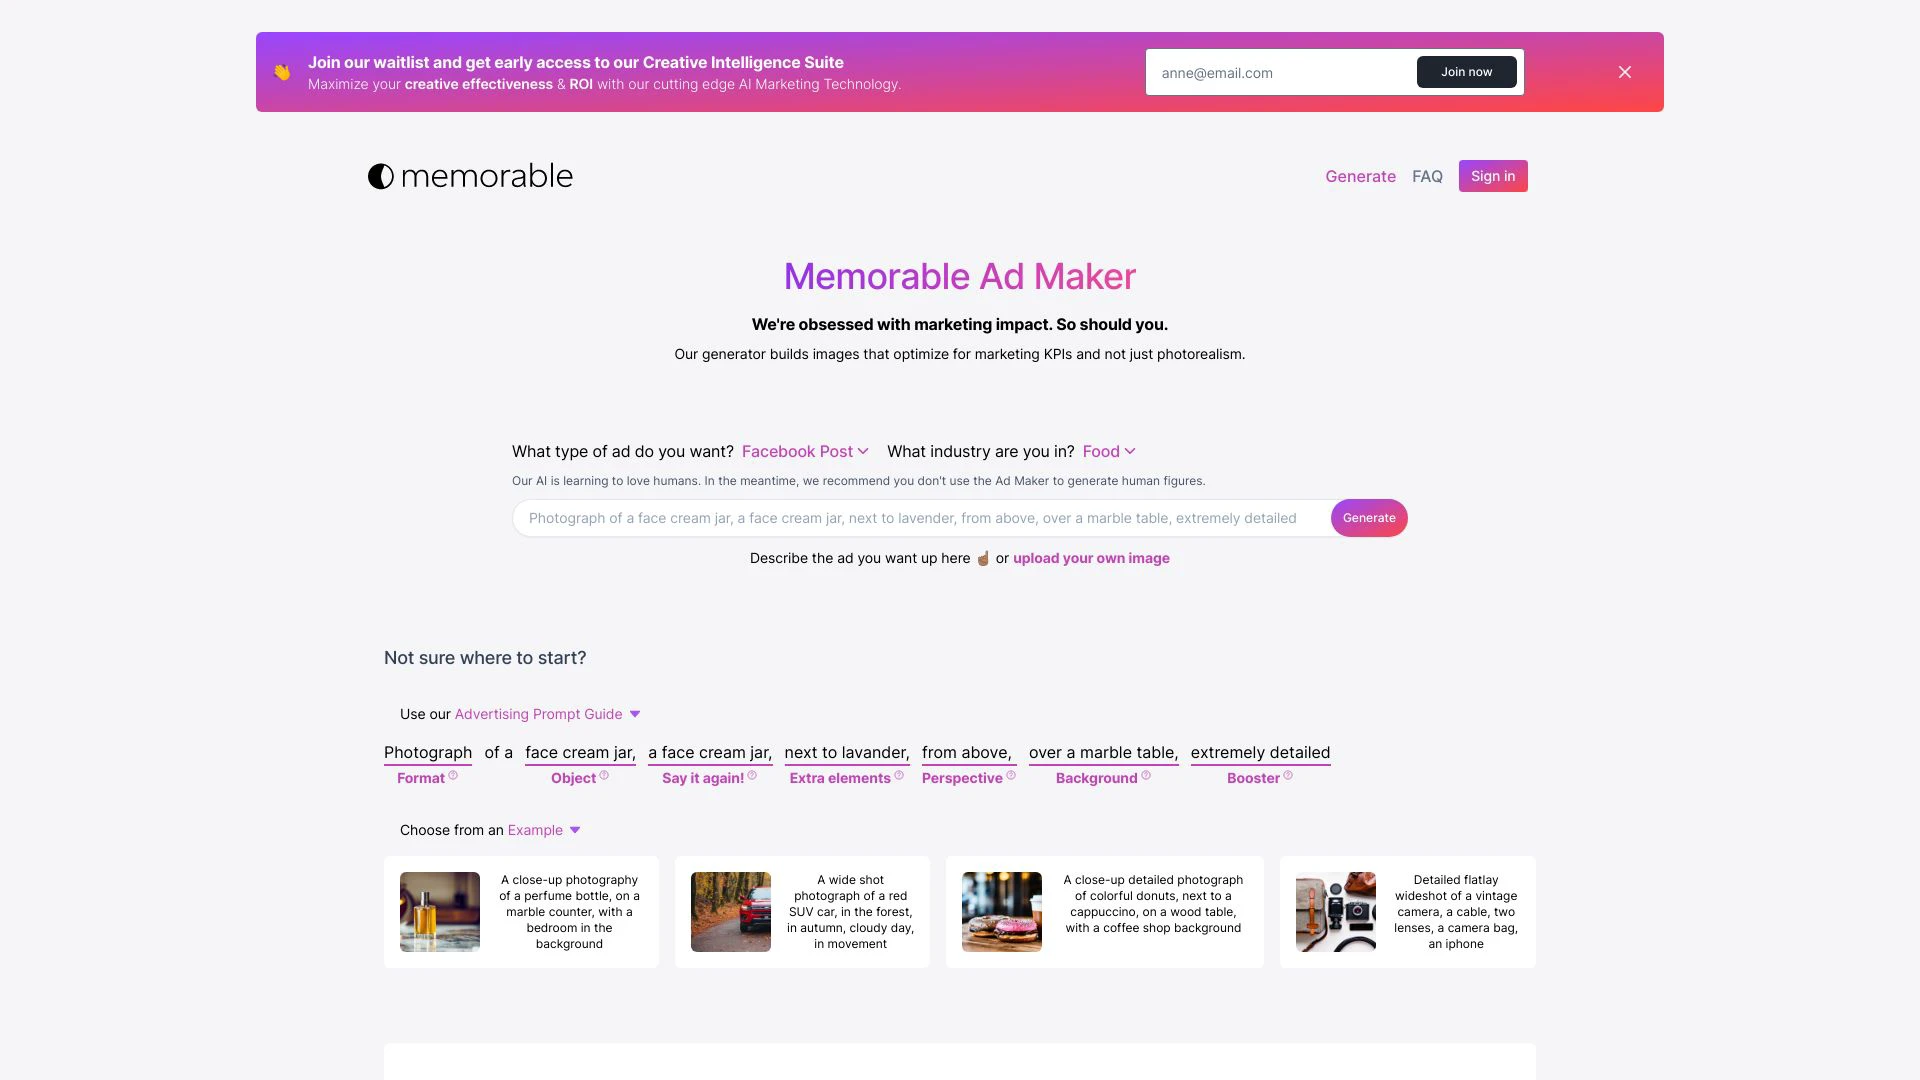 Join our waitlist and get early access to our Creative Intelligence Suite
Maximize your creative effectiveness & ROI with our cutting edge AI Marketing Technology.
anne@email.com
Join now
memorable
Generate
FAQ
Sign in
Memorable Ad Maker
We're obsessed with marketing impact. So should you.
Our generator builds images that optimize for marketing KPIs and not just photorealism.
What type of ad do you want? Facebook Post What industry are you in? Food
Our AI is learning to love humans. In the meantime, we recommend you don't use the Ad Maker to generate human figures.
Photograph of a face cream jar, a face cream jar, next to lavender, from above, over a marble table, extremely detailed
Generate
Describe the ad you want up here ☝🏽 or upload your own image
Not sure where to start?
Use our Advertising Prompt Guide
Photograph of a face cream jar, a face cream jar, next to lavander, from above, over a marble table, extremely detailed
Format Object Say it again! Extra elements Perspective Background Booster
Choose from an Example
A close-up photography
of a perfume bottle, on a
marble counter, with a
bedroom in the
background
A wide shot
photograph of a red
SUV car, in the forest,
in autumn, cloudy day,
in movement
A close-up detailed photograph
of colorful donuts, next to a
cappuccino, on a wood table,
with a coffee shop background
Detailed flatlay
wideshot of a vintage
camera, a cable, two
lenses, a camera bag,
an iphone